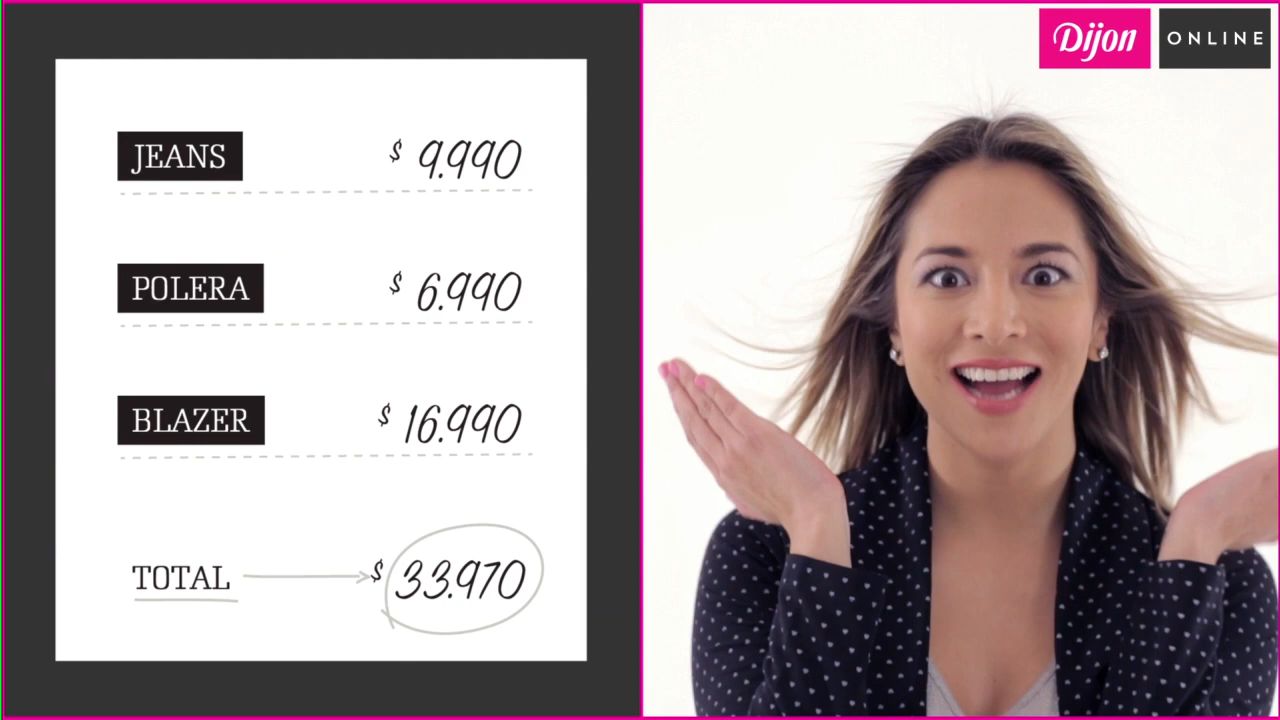 JEANS $ 9.990
POLERA $ 6.990
BLAZER $ 16.990
TOTAL $ 33.970
Dijon ONLINE